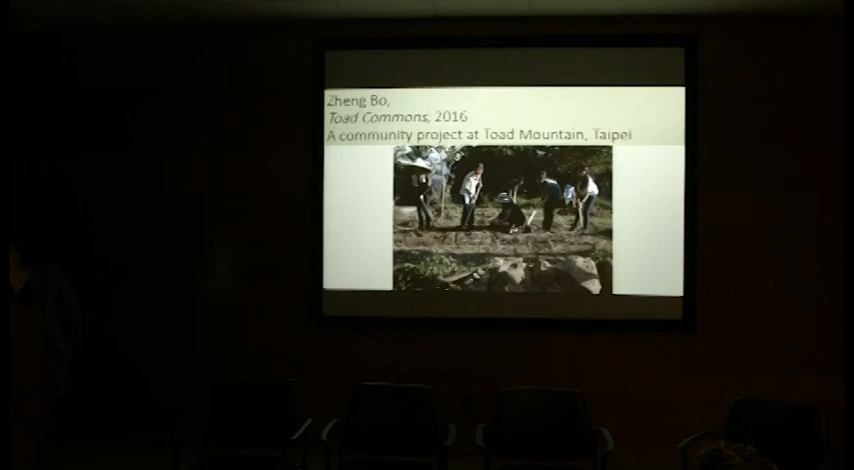 Zheng Bo,
Toad Commons, 2016
A community project at Toad Mountain, Taipei